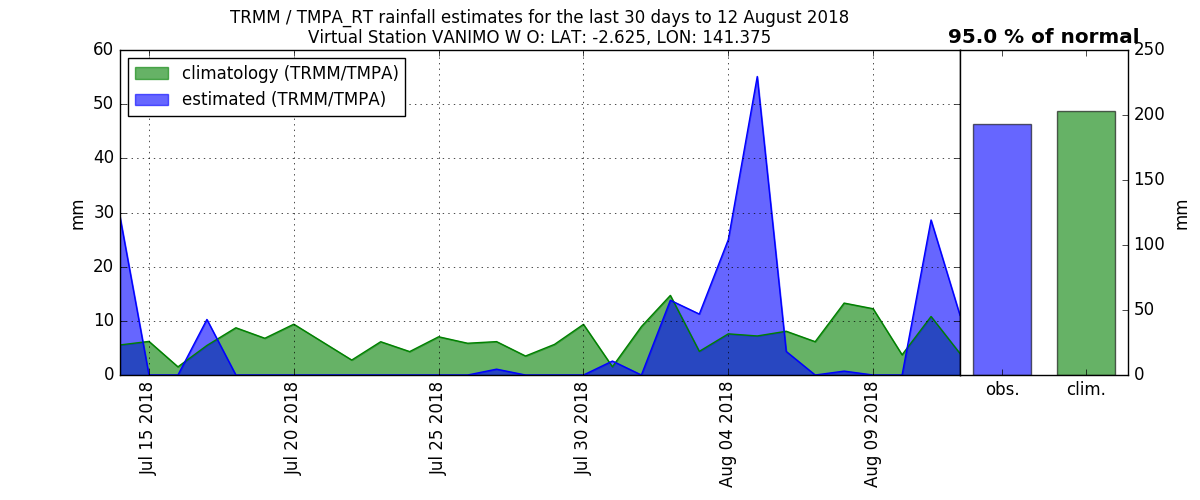 TRMM / TMPA_RT rainfall estimates for the last 30 days to 12 August 2018
Virtual Station VANIMO W O: LAT: -2.625, LON: 141.375
95.0 % of normal
climatology (TRMM/TMPA)
estimated (TRMM/TMPA)
60
50
40
30
20
10
0
mm
Jul 15 2018
Jul 20 2018
Jul 25 2018
Jul 30 2018
Aug 04 2018
Aug 09 2018
obs.
clim.
250
200
150
100
50
0
mm